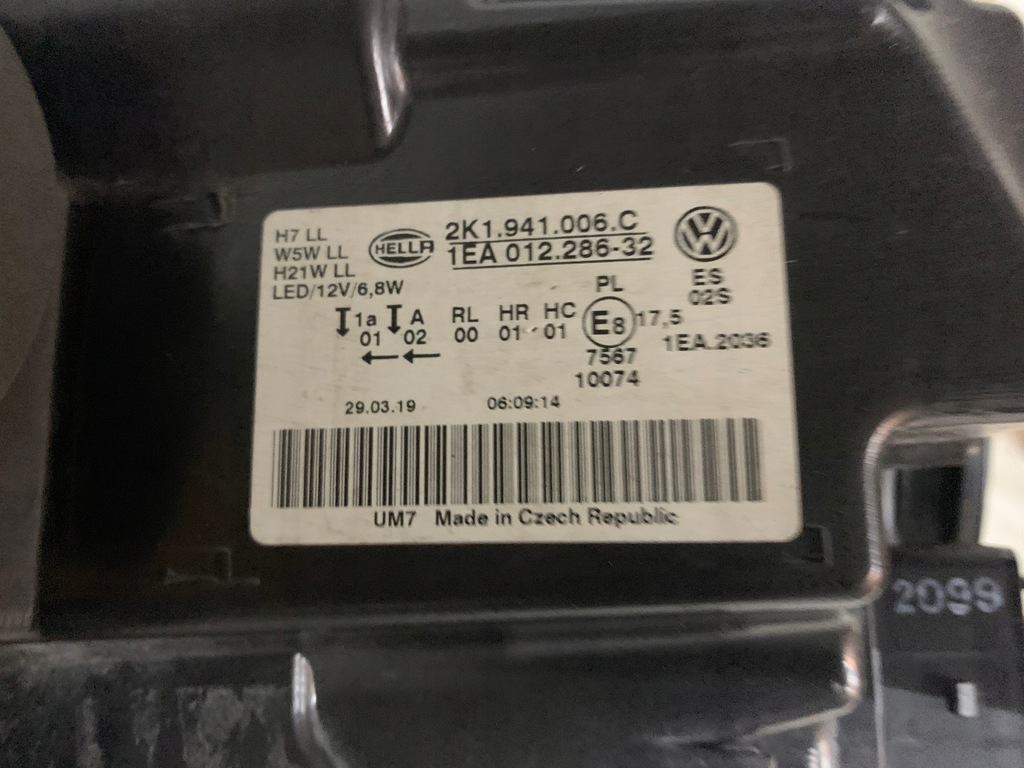 H7 LL
W5W LL
H21W LL
LED/12V/6,8W
HELLA
2K1.941.006.C
1EA 012.286-32
VW
ES
02S
1a A RL HR HC
01 02 00 01 01
PL
E8 17,5
7567
10074
1EA.2036
29.03.19 06:09:14
UM7 Made in Czech Republic
2099